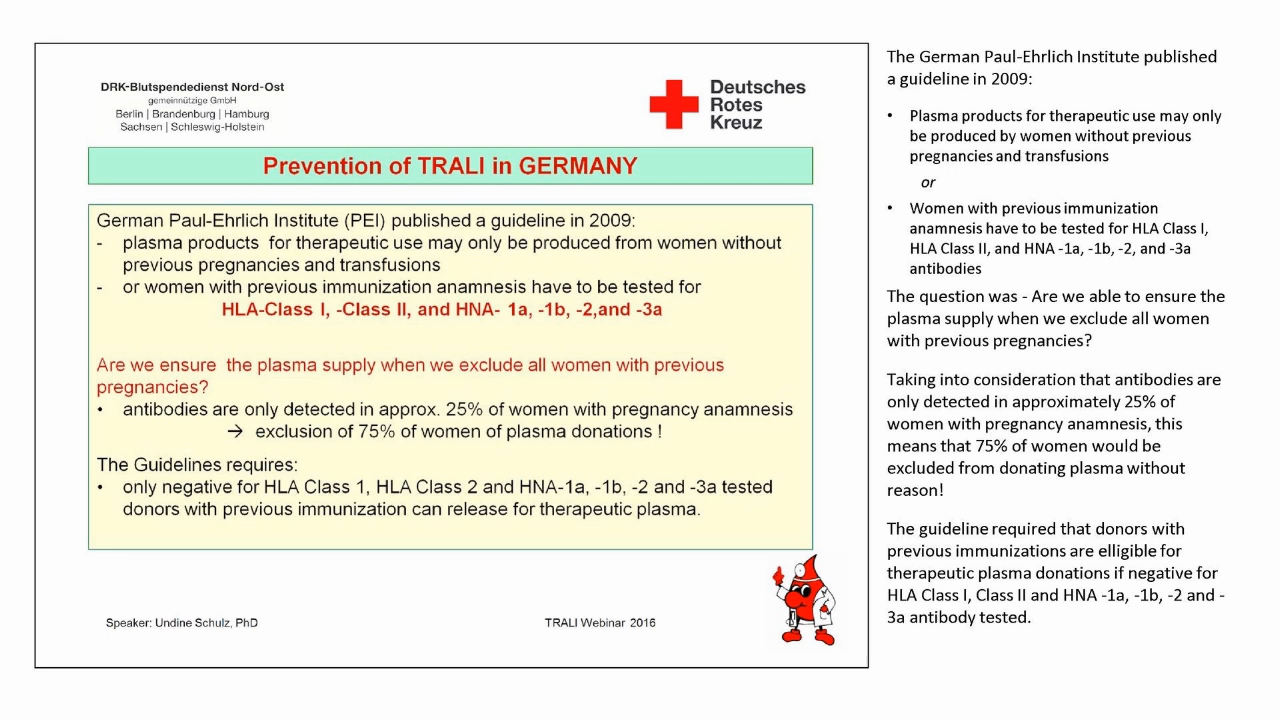 DRK-Blutspendedienst Nord-Ost
gemeinnützige GmbH
Berlin | Brandenburg | Hamburg
Sachsen | Schleswig-Holstein
Deutsches
Rotes
Kreuz
Prevention of TRALI in GERMANY
German Paul-Ehrlich Institute (PEI) published a guideline in 2009:
- plasma products for therapeutic use may only be produced from women without
previous pregnancies and transfusions
- or women with previous immunization anamnesis have to be tested for
HLA-Class I, -Class II, and HNA- 1a, -1b, -2,and -3a
Are we ensure the plasma supply when we exclude all women with previous
pregnancies?
• antibodies are only detected in approx. 25% of women with pregnancy anamnesis
→ exclusion of 75% of women of plasma donations !
The Guidelines requires:
• only negative for HLA Class 1, HLA Class 2 and HNA-1a, -1b, -2 and -3a tested
donors with previous immunization can release for therapeutic plasma.
Speaker: Undine Schulz, PhD
TRALI Webinar 2016
The German Paul-Ehrlich Institute published
a guideline in 2009:
• Plasma products for therapeutic use may only
be produced by women without previous
pregnancies and transfusions
or
• Women with previous immunization
anamnesis have to be tested for HLA Class I,
HLA Class II, and HNA -1a, -1b, -2, and -3a
antibodies
The question was - Are we able to ensure the
plasma supply when we exclude all women
with previous pregnancies?
Taking into consideration that antibodies are
only detected in approximately 25% of
women with pregnancy anamnesis, this
means that 75% of women would be
excluded from donating plasma without
reason!
The guideline required that donors with
previous immunizations are elligible for
therapeutic plasma donations if negative for
HLA Class I, Class II and HNA -1a, -1b, -2 and -
3a antibody tested.